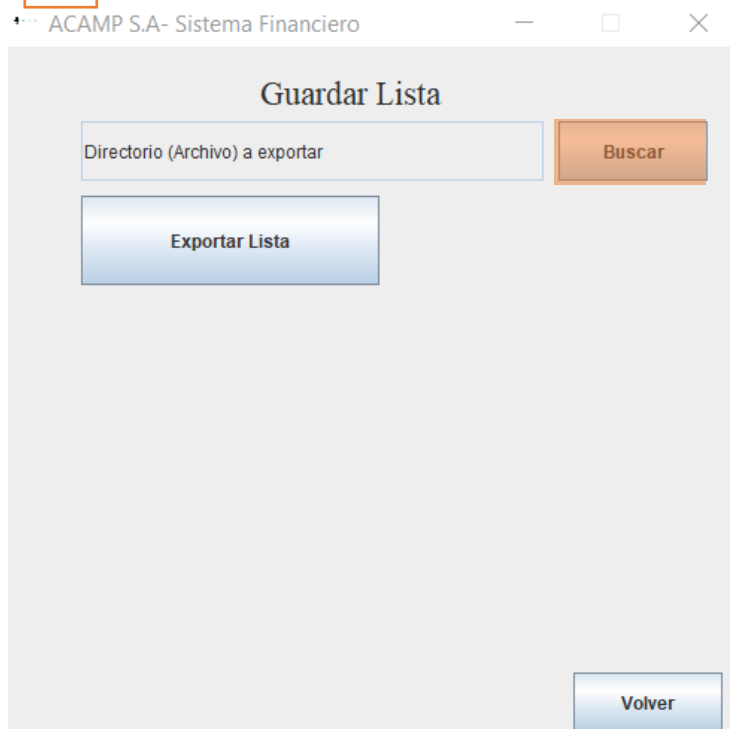 ACAMP S.A- Sistema Financiero
Guardar Lista
Directorio (Archivo) a exportar
Buscar
Exportar Lista
Volver